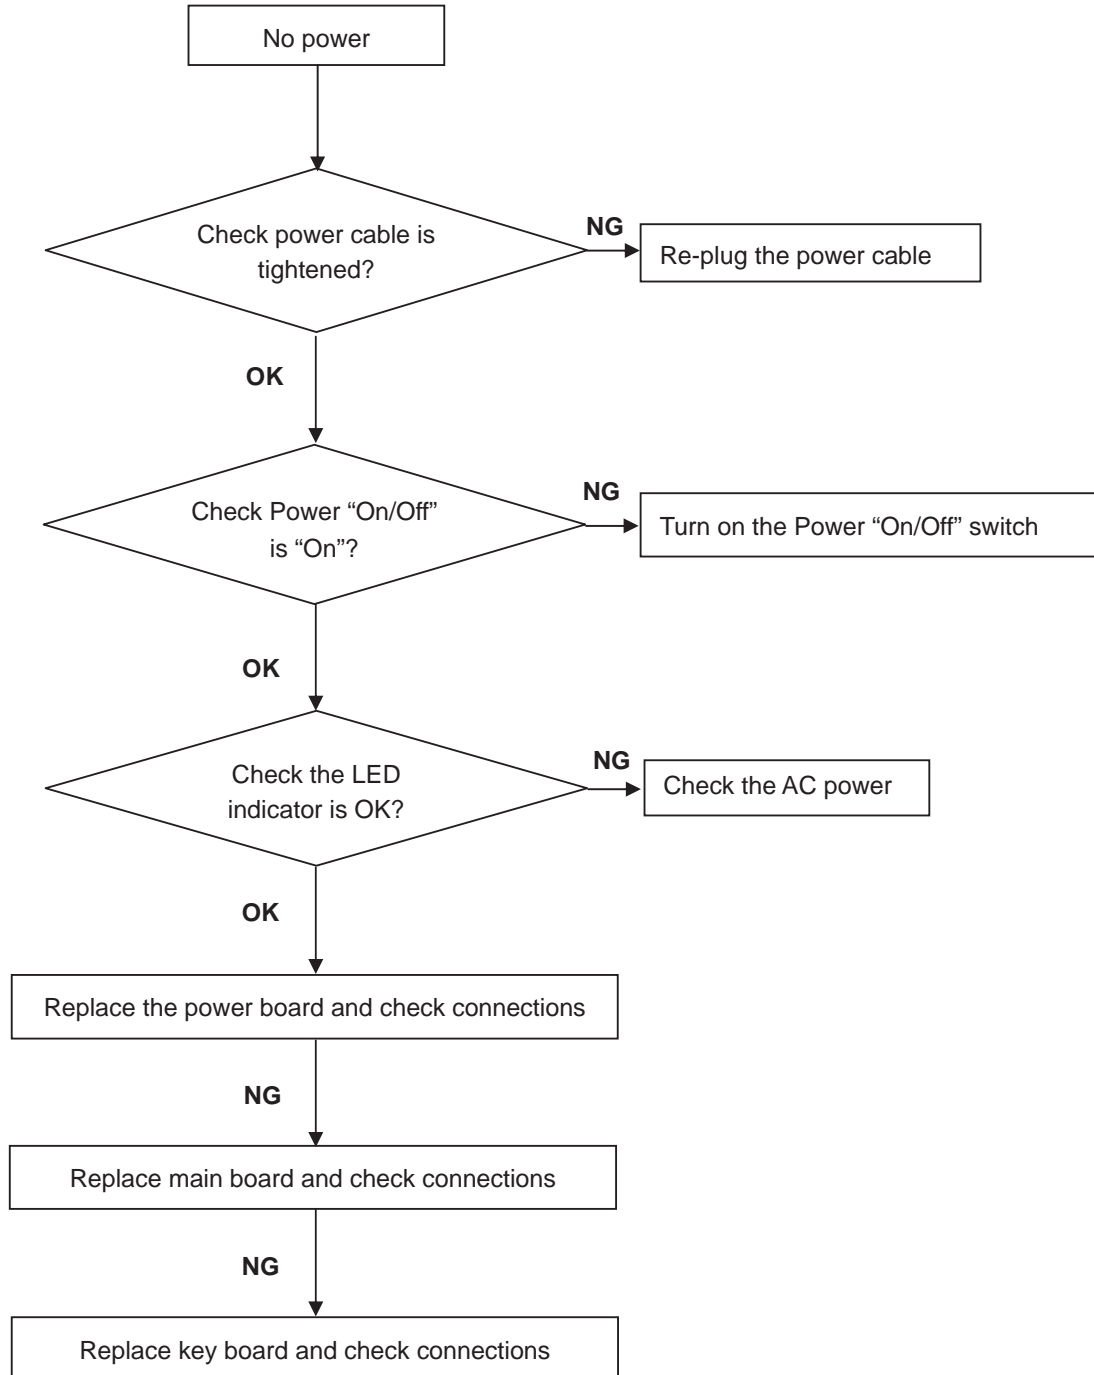 No power
Check power cable is
tightened?
NG
Re-plug the power cable
OK
Check Power “On/Off”
is “On”?
NG
Turn on the Power “On/Off” switch
OK
Check the LED
indicator is OK?
NG
Check the AC power
OK
Replace the power board and check connections
NG
Replace main board and check connections
NG
Replace key board and check connections